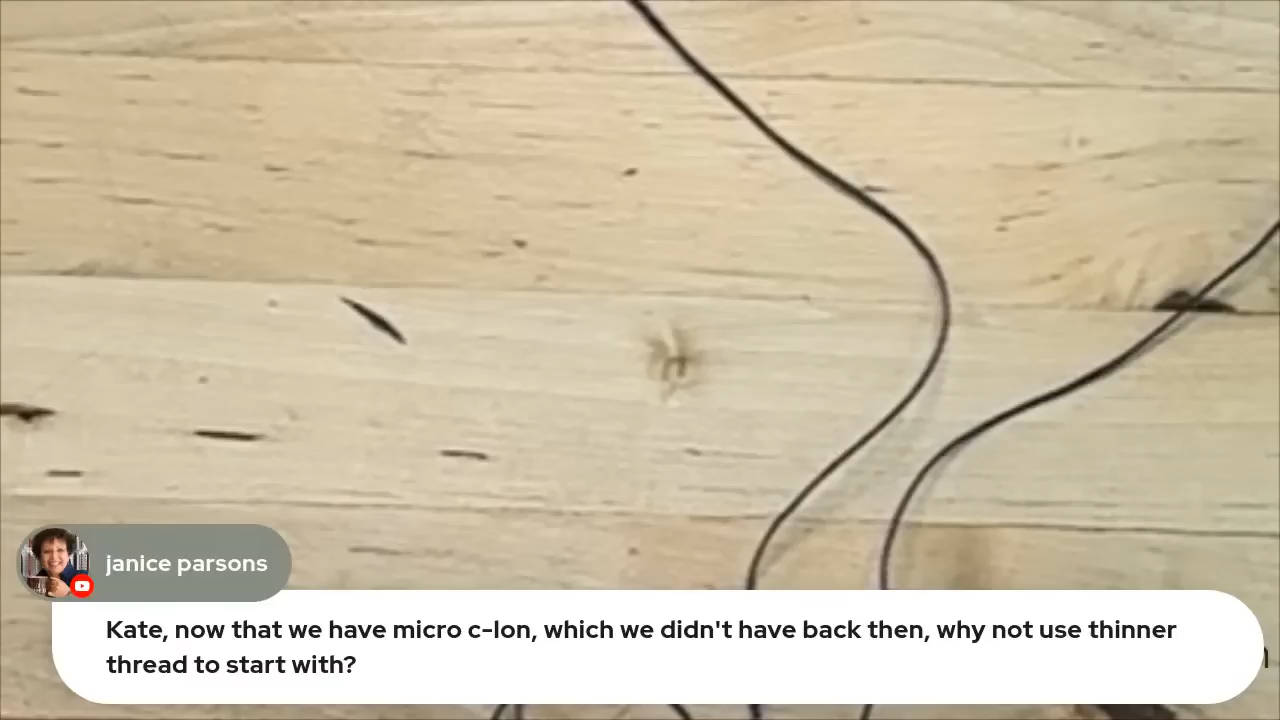 janice parsons
Kate, now that we have micro c-lon, which we didn't have back then, why not use thinner
thread to start with?